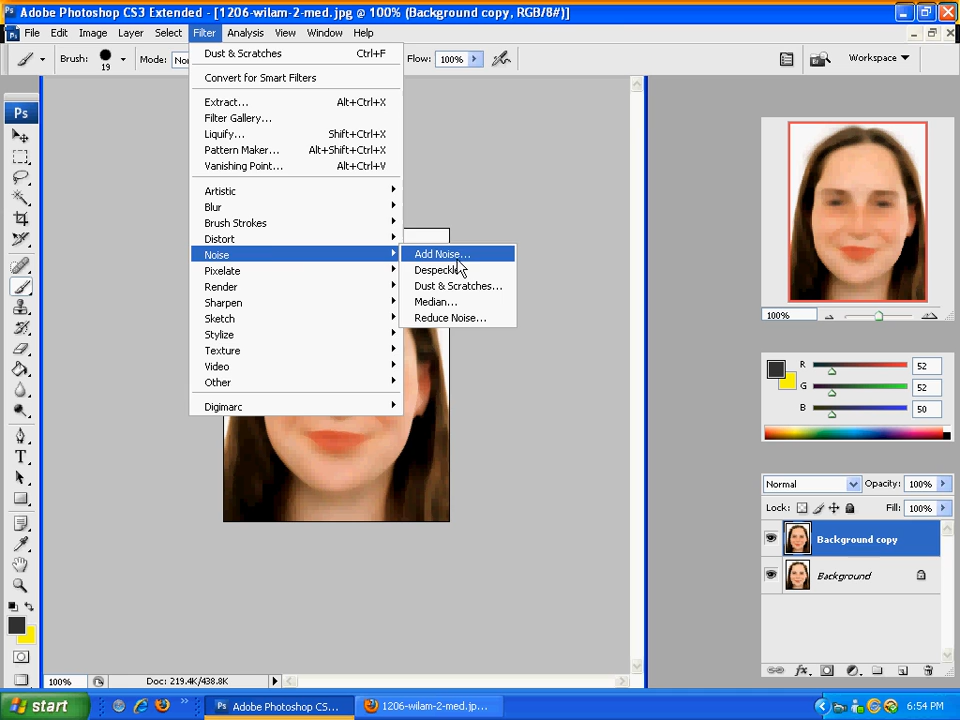 Adobe Photoshop CS3 Extended - [1206-wilam-2-med.jpg @ 100% (Background copy, RGB/8#)]
File Edit Image Layer Select Filter Analysis View Window Help
Brush: 19 Mode: Flow: 100% Workspace
Dust & Scratches Ctrl+F
Convert for Smart Filters
Extract... Alt+Ctrl+X
Filter Gallery...
Liquify... Shift+Ctrl+X
Pattern Maker... Alt+Shift+Ctrl+X
Vanishing Point... Alt+Ctrl+V
Artistic
Blur
Brush Strokes
Distort
Noise
Pixelate
Render
Sharpen
Sketch
Stylize
Texture
Video
Other
Digimarc
Add Noise...
Despeckle
Dust & Scratches...
Median...
Reduce Noise...
Ps
100%
R 52
G 52
B 50
Normal Opacity: 100%
Lock: Fill: 100%
Background copy
Background
100% Doc: 219.4K/438.8K
start Adobe Photoshop CS... 1206-wilam-2-med.jp... 6:54 PM